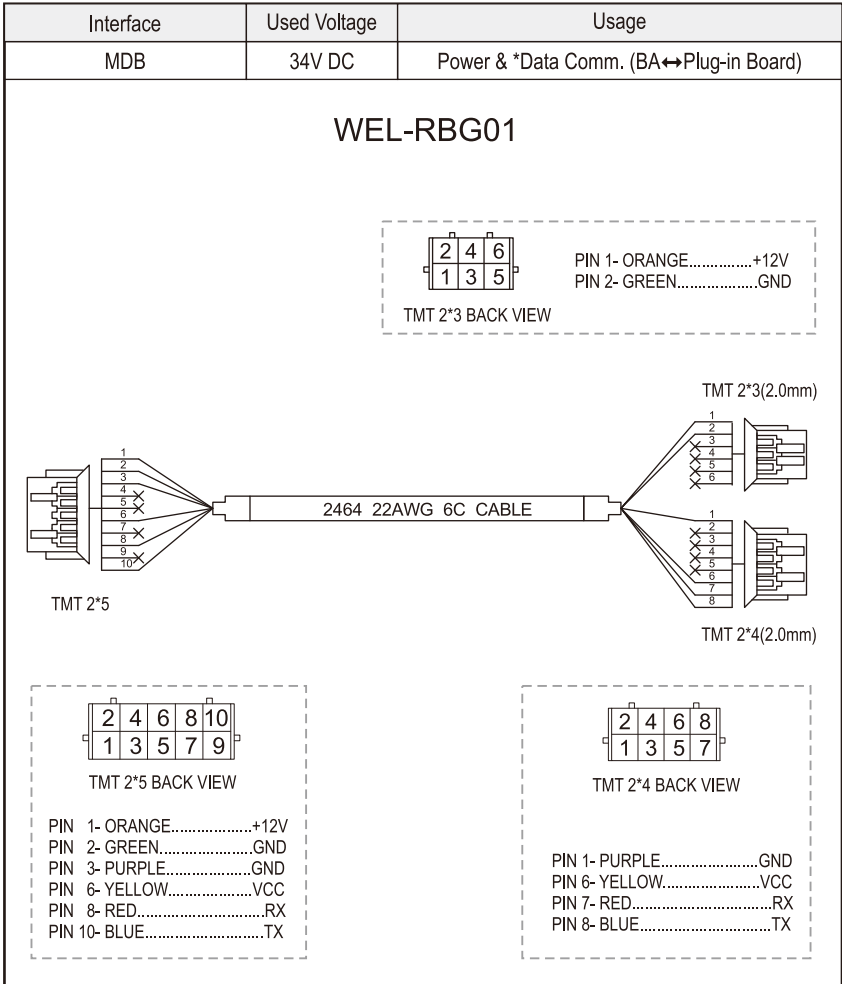 Interface Used Voltage Usage
MDB 34V DC Power & *Data Comm. (BA↔Plug-in Board)
WEL-RBG01
2 4 6
1 3 5
TMT 2*3 BACK VIEW
PIN 1- ORANGE..............+12V
PIN 2- GREEN...................GND
TMT 2*3(2.0mm)
1
2
3
4
5
6
1
2
3
4
5
6
7
8
9
10
2464 22AWG 6C CABLE
1
2
3
4
5
6
7
8
TMT 2*5
TMT 2*4(2.0mm)
2 4 6 8 10
1 3 5 7 9
TMT 2*5 BACK VIEW
PIN 1- ORANGE...................+12V
PIN 2- GREEN......................GND
PIN 3- PURPLE....................GND
PIN 6- YELLOW....................VCC
PIN 8- RED............................RX
PIN 10- BLUE...........................TX
2 4 6 8
1 3 5 7
TMT 2*4 BACK VIEW
PIN 1- PURPLE.....................GND
PIN 6- YELLOW.....................VCC
PIN 7- RED..............................RX
PIN 8- BLUE.............................TX